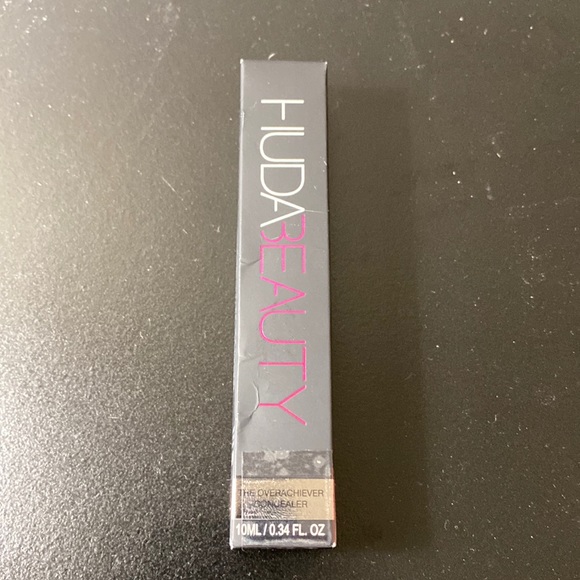 HUDABEAUTY
THE OVERACHIEVER
CONCEALER
10ML / 0.34 FL. OZ